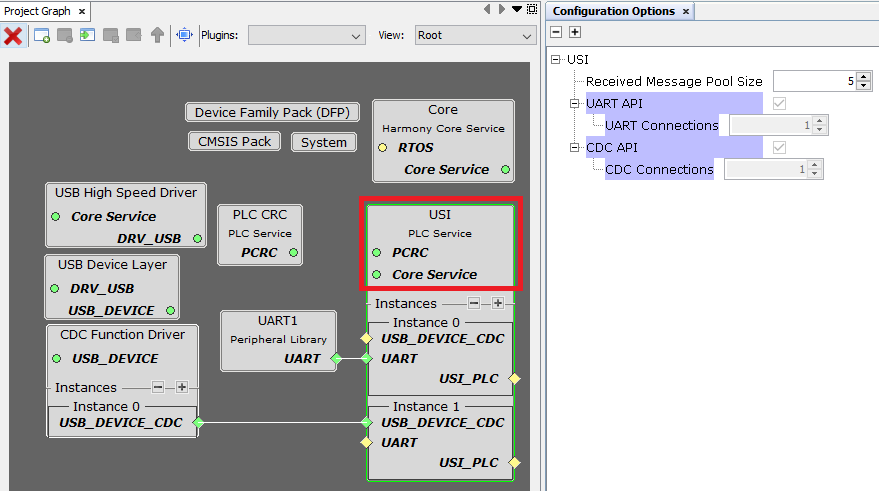 Project Graph ×
Plugins:
View: Root
Device Family Pack (DFP)
CMSIS Pack
System
Core
Harmony Core Service
RTOS
Core Service
USB High Speed Driver
Core Service
DRV_USB
PLC CRC
PLC Service
PCRC
USI
PLC Service
PCRC
Core Service
USB Device Layer
DRV_USB
USB_DEVICE
Instances
Instance 0
USB_DEVICE_CDC
UART
USI_PLC
UART1
Peripheral Library
UART
CDC Function Driver
USB_DEVICE
Instances
Instance 0
USB_DEVICE_CDC
Instance 1
USB_DEVICE_CDC
UART
USI_PLC
Configuration Options ×
USI
Received Message Pool Size 5
UART API
UART Connections 1
CDC API
CDC Connections 1